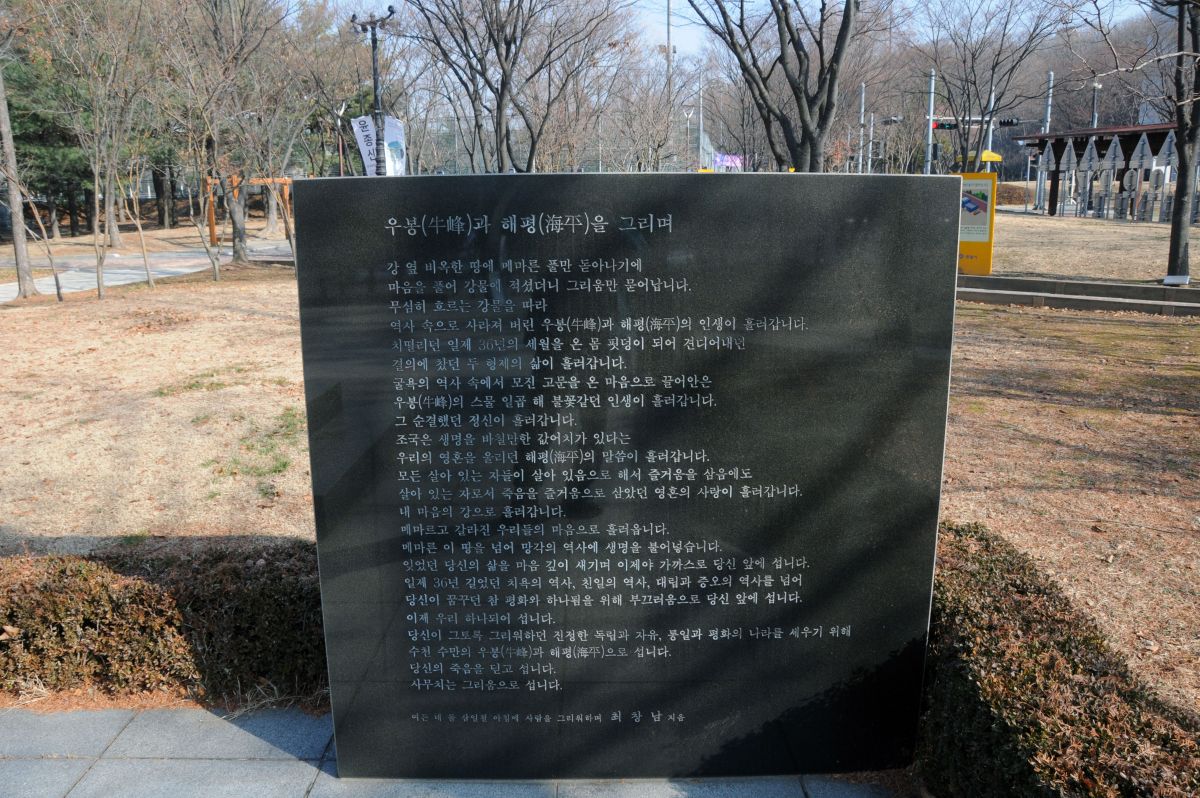 윤종신
우봉(牛峰)과 해평(海平)을 그리며
강 옆 비옥한 땅에 메마른 풀만 돋아나기에
마음을 풀어 강물에 적셨더니 그리움만 묻어납니다.
무심히 흐르는 강물을 따라
역사 속으로 사라져 버린 우봉(牛峰)과 해평(海平)의 인생이 흘러갑니다.
치떨리던 일제 36년의 세월을 온 몸 핏덩이 되어 견디어내던
결의에 찼던 두 형제의 삶이 흘러갑니다.
굴욕의 역사 속에서 모진 고문을 온 마음으로 끌어안은
우봉(牛峰)의 스물 일곱 해 불꽃같던 인생이 흘러갑니다.
그 순결했던 정신이 흘러갑니다.
조국은 생명을 바칠만한 값어치가 있다는
우리의 영혼을 울리던 해평(海平)의 말씀이 흘러갑니다.
모든 살아 있는 자들이 살아 있음으로 해서 즐거움을 삼음에도
살아 있는 자로서 죽음을 즐거움으로 삼았던 영혼의 사랑이 흘러갑니다.
내 마음의 강으로 흘러갑니다.
메마르고 갈라진 우리들의 마음으로 흘러옵니다.
메마른 이 땅을 넘어 망각의 역사에 생명을 불어넣습니다.
잊었던 당신의 삶을 마음 깊이 새기며 이제야 가까스로 당신 앞에 섭니다.
일제 36년 길었던 치욕의 역사, 친일의 역사, 대립과 증오의 역사를 넘어
당신이 꿈꾸던 참 평화와 하나됨을 위해 부끄러움으로 당신 앞에 섭니다.
이제 우리 하나되어 섭니다.
당신이 그토록 그리워하던 진정한 독립과 자유, 통일과 평화의 나라를 세우기 위해
수천 수만의 우봉(牛峰)과 해평(海平)으로 섭니다.
당신의 죽음을 딛고 섭니다.
사무치는 그리움으로 섭니다.
여든 네 돌 삼일절 아침에 사람을 그리워하며 최창남 지음